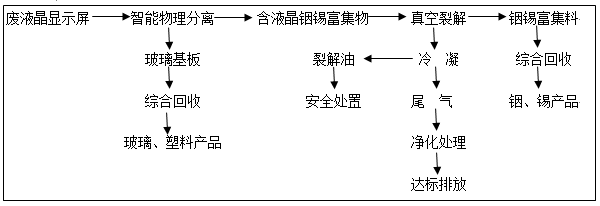 废液晶显示屏 智能物理分离 含液晶铟锡富集物 真空裂解 铟锡富集料
玻璃基板 裂解油 冷 凝 综合回收
综合回收 安全处置 尾 气 铟、锡产品
玻璃、塑料产品 净化处理
达标排放